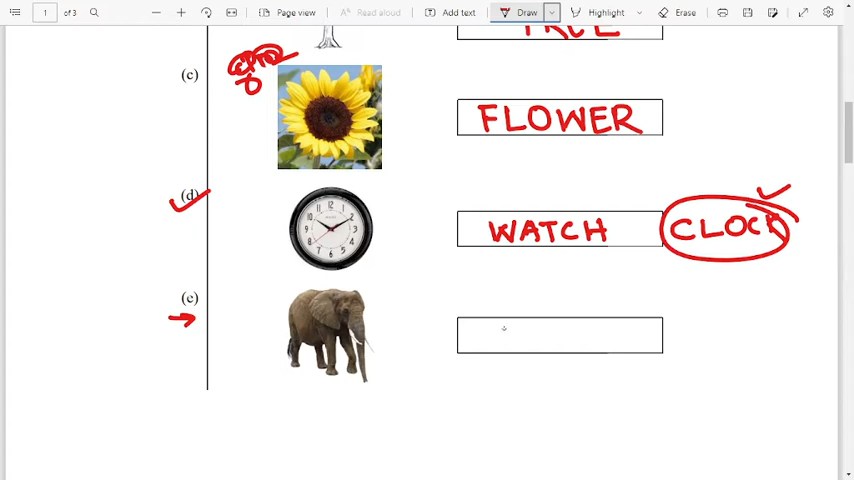 1 of 3 Page view Read aloud Add text Draw Highlight Erase
TREE
(c)
FLOWER
(d)
WATCH CLOCK
(e)